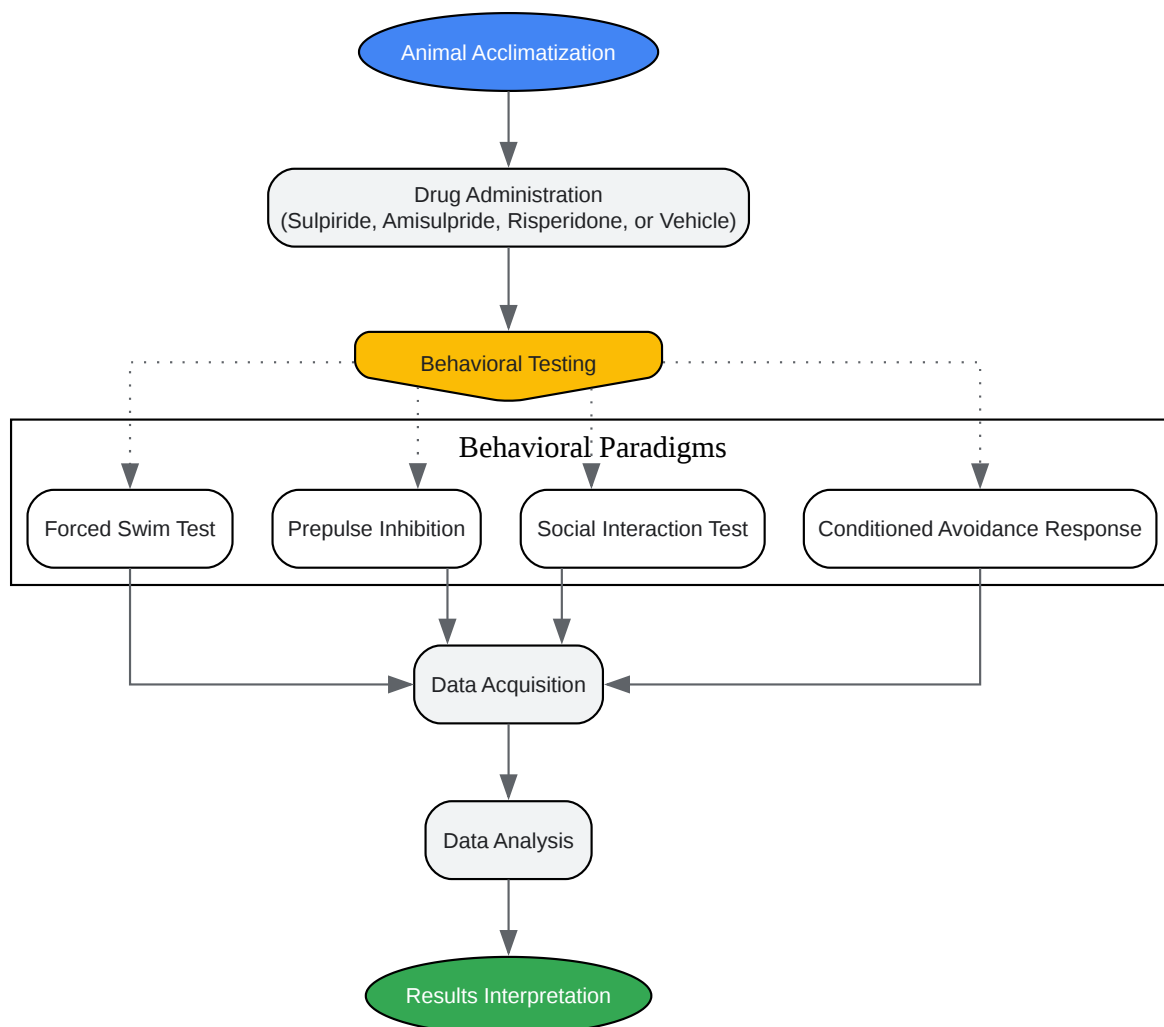 Animal Acclimatization
Drug Administration
(Sulpiride, Amisulpride, Risperidone, or Vehicle)
Behavioral Testing
Behavioral Paradigms
Forced Swim Test
Prepulse Inhibition
Social Interaction Test
Conditioned Avoidance Response
Data Acquisition
Data Analysis
Results Interpretation